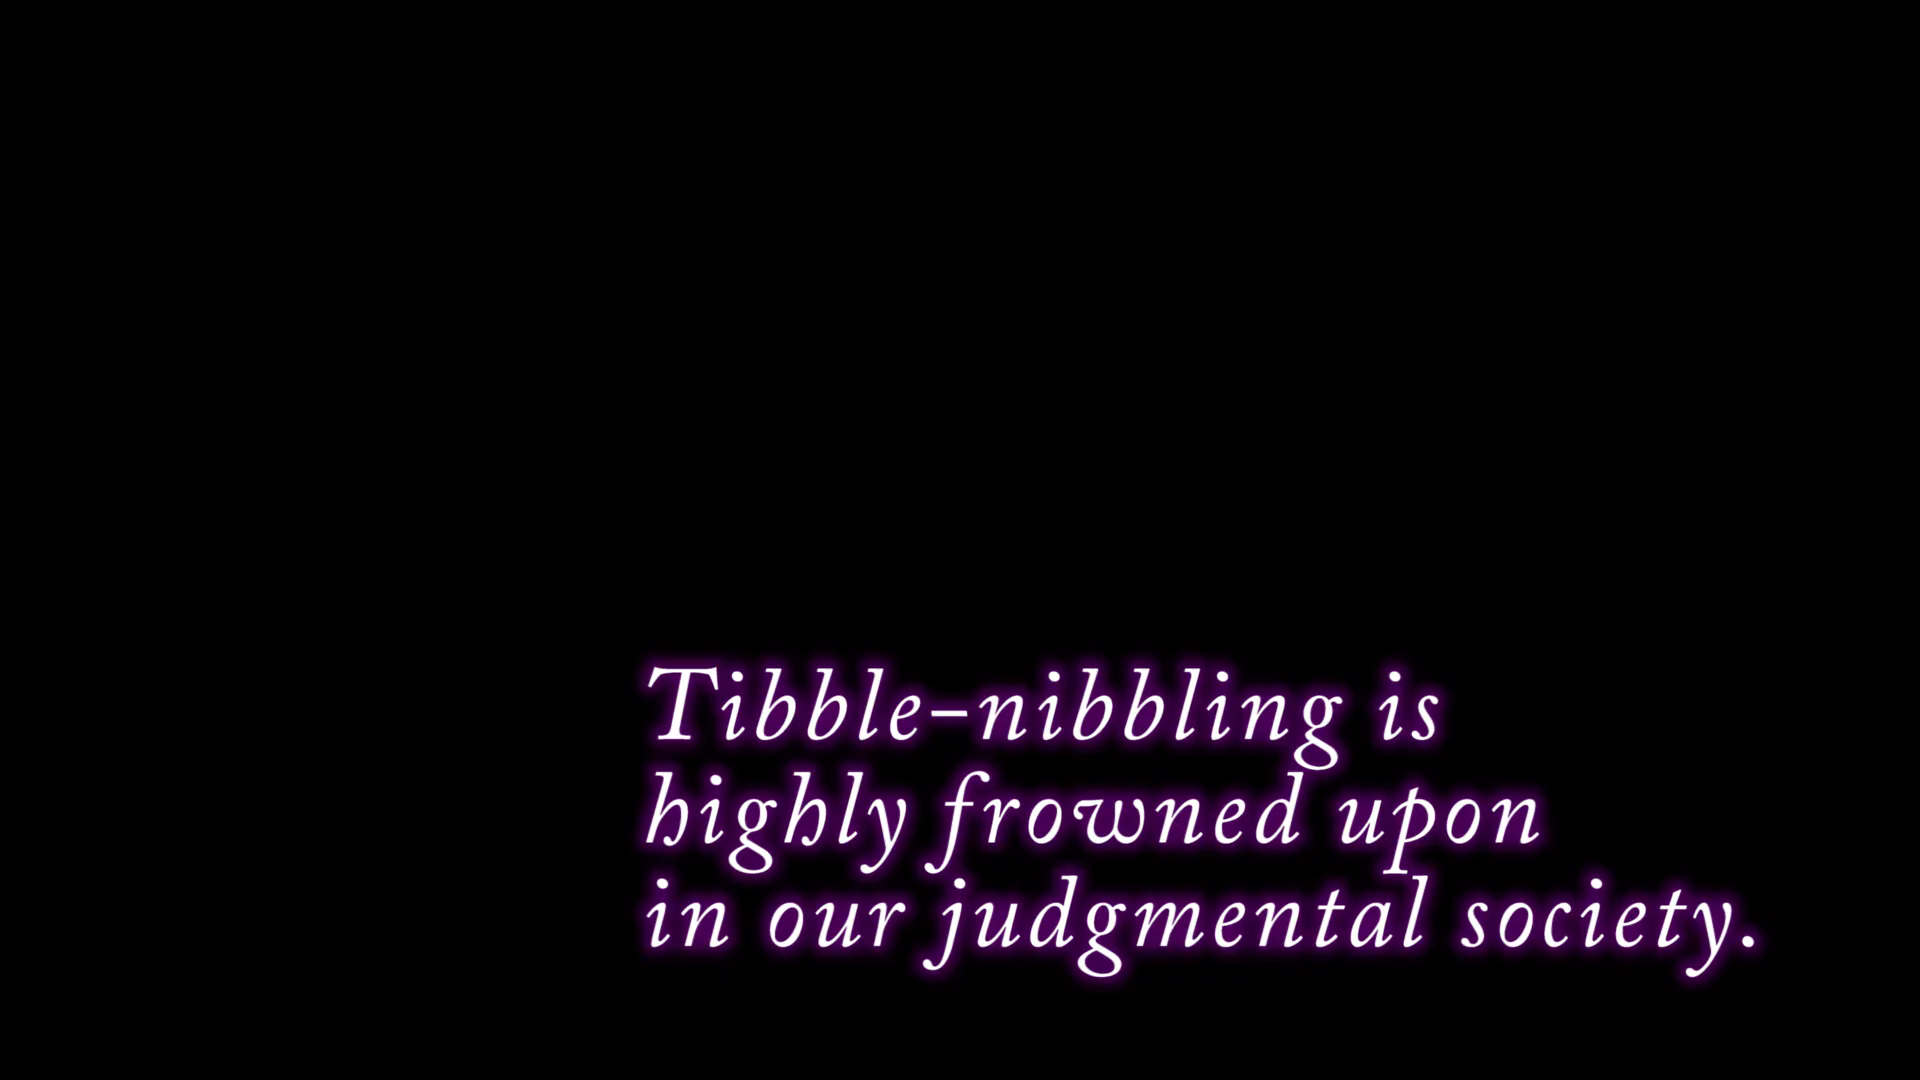 Tibble-nibbling is
highly frowned upon
in our judgmental society.